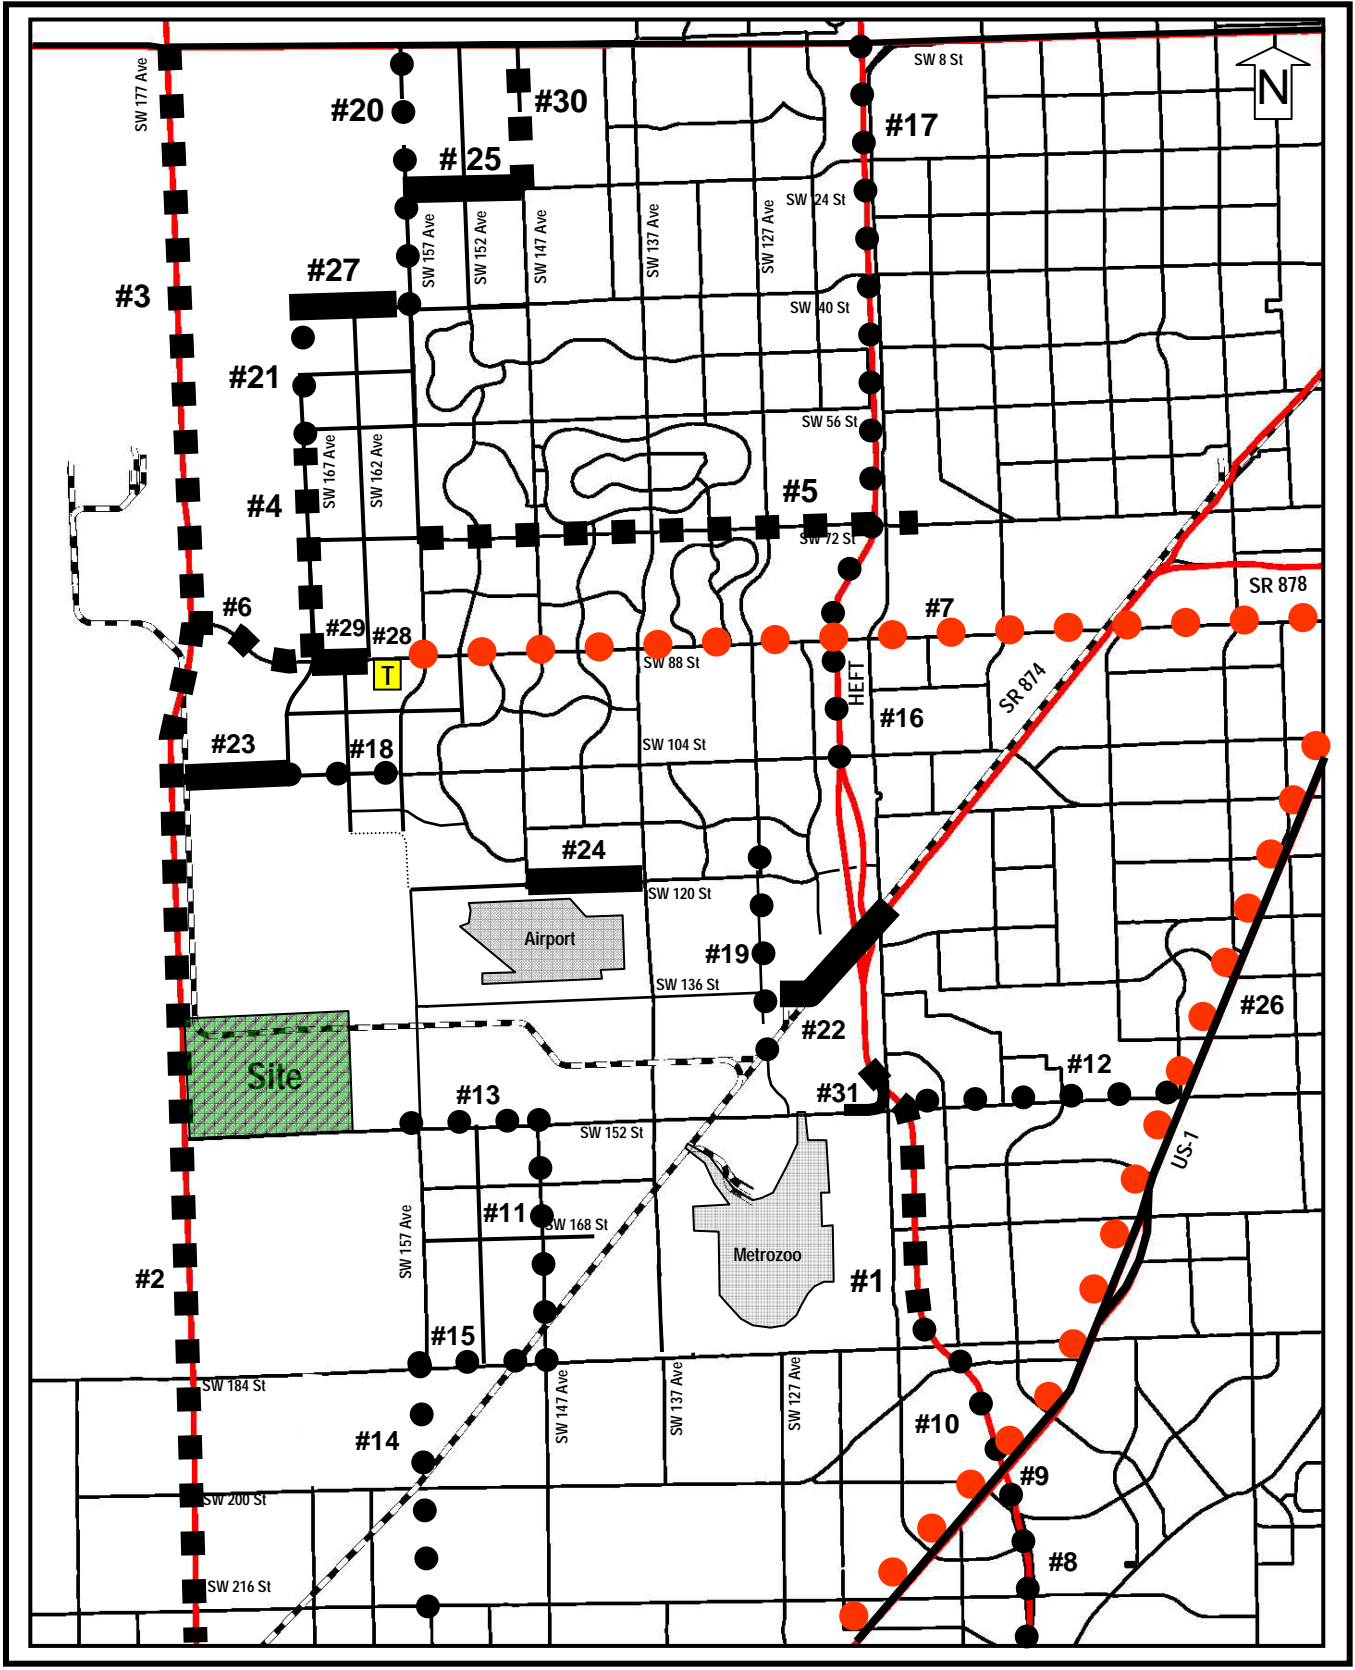 SW 8 St
N
SW 177 Ave
#20
#30
#17
# 25
SW 24 St
SW 157 Ave
SW 152 Ave
SW 147 Ave
SW 137 Ave
SW 127 Ave
#27
#3
SW 40 St
#21
SW 56 St
SW 167 Ave
SW 162 Ave
#4
#5
SW 72 St
SR 878
#6
#7
#29
#28
T
SW 88 St
HEFT
SR 874
#16
#23
#18
SW 104 St
#24
SW 120 St
Airport
#19
SW 136 St
#26
#22
Site
#12
#13
#31
SW 152 St
US-1
#11
SW 168 St
SW 157 Ave
Metrozoo
#2
#1
#15
SW 184 St
SW 147 Ave
SW 137 Ave
SW 127 Ave
#10
#14
#9
SW 200 St
#8
SW 216 St